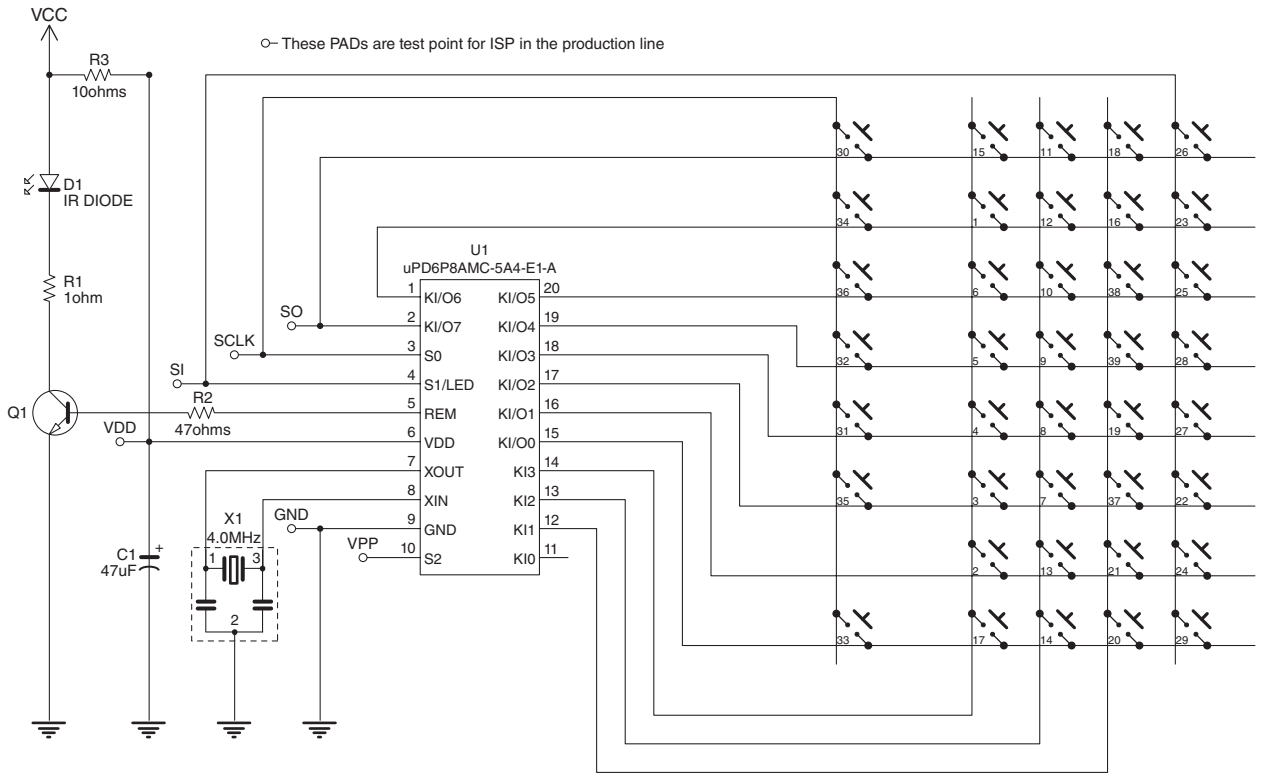 VCC
These PADs are test point for ISP in the production line
R3
10ohms
D1
IR DIODE
R1
1ohm
Q1
R2
47ohms
VDD
SI
SCLK
SO
GND
VPP
C1
47uF
+
X1
4.0MHz
1 3
2
U1
uPD6P8AMC-5A4-E1-A
1 KI/O6 KI/O5 20
2 KI/O7 KI/O4 19
3 S0 KI/O3 18
4 S1/LED KI/O2 17
5 REM KI/O1 16
6 VDD KI/O0 15
7 XOUT KI3 14
8 XIN KI2 13
9 GND KI1 12
10 S2 KI0 11
30 15 11 18 26
34 1 12 16 23
36 6 10 38 25
32 5 9 39 28
31 4 8 19 27
35 3 7 37 22
2 13 21 24
33 17 14 20 29